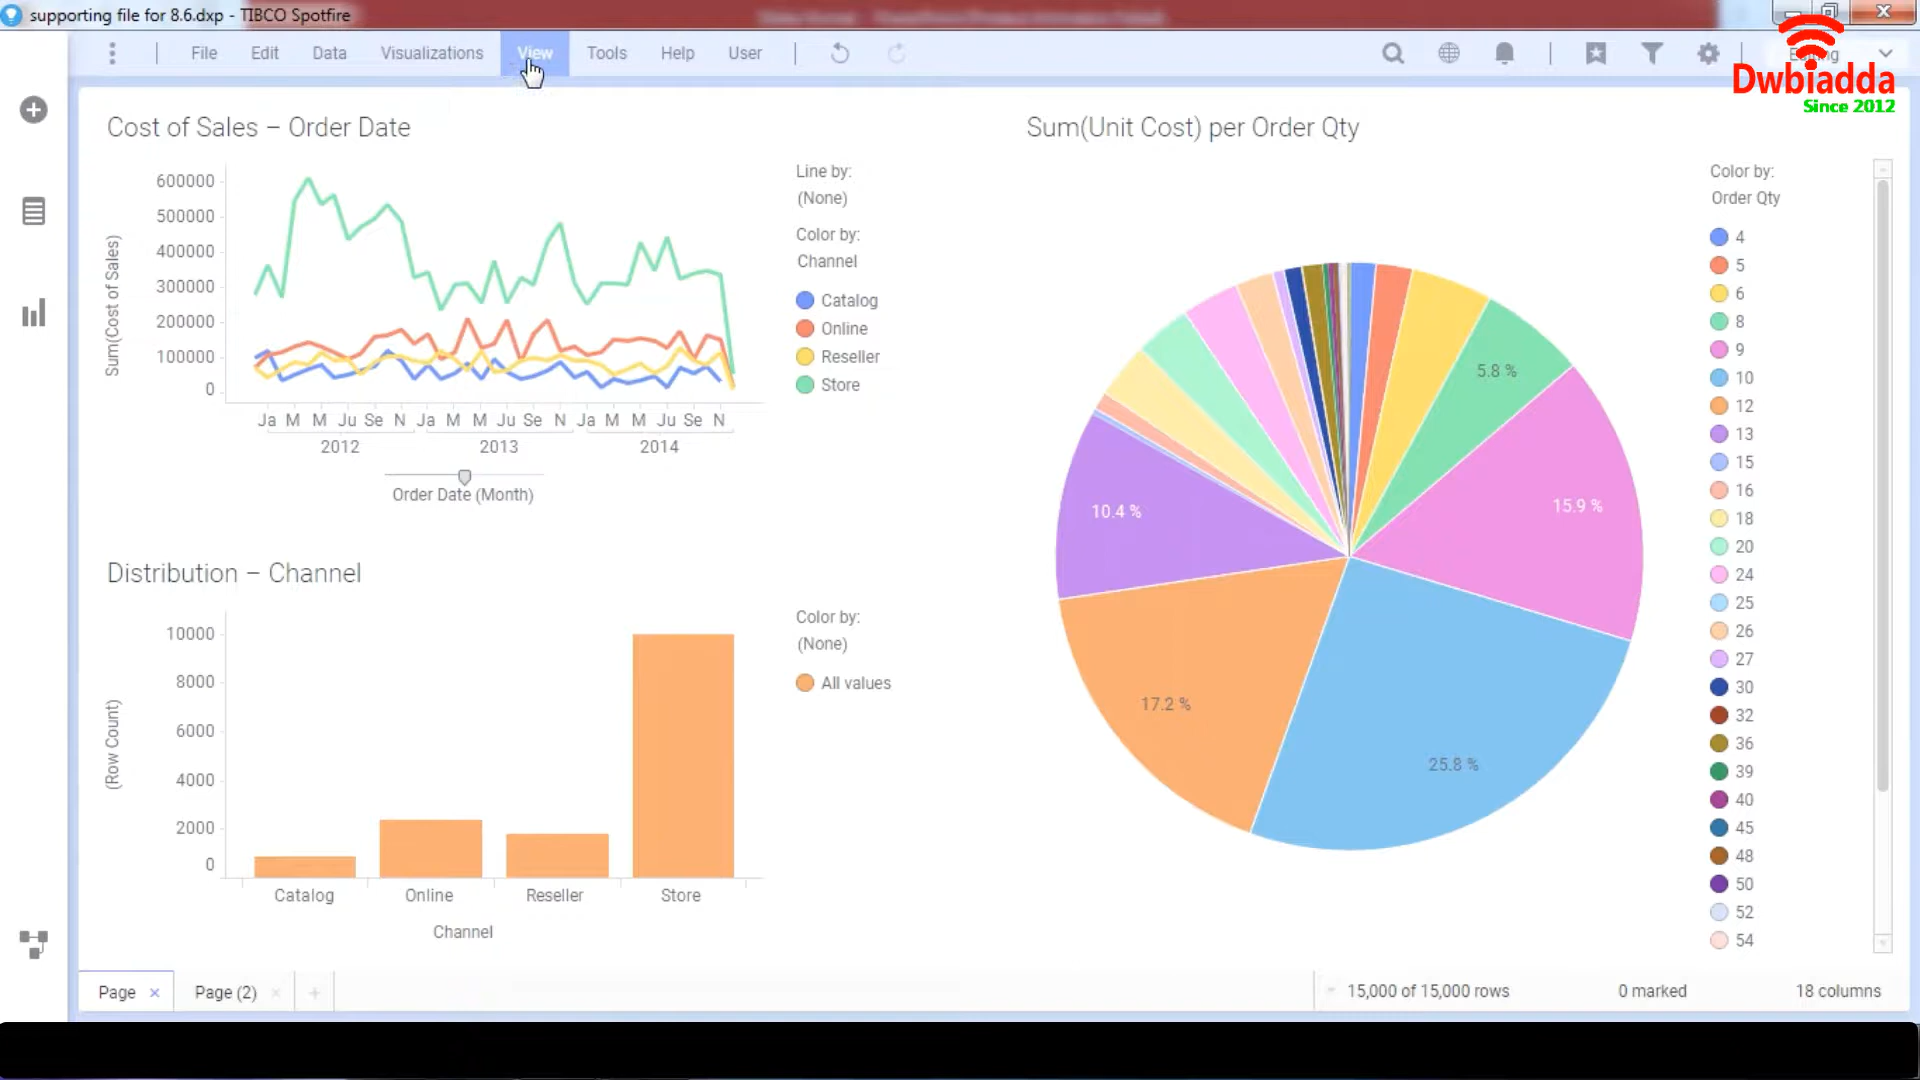 supporting file for 8.6.dxp - TIBCO Spotfire
File Edit Data Visualizations View Tools Help User
Dwbiadda
Since 2012
Cost of Sales – Order Date
Sum(Cost of Sales)
600000
500000
400000
300000
200000
100000
0
Ja M M Ju Se N Ja M M Ju Se N Ja M M Ju Se N
2012 2013 2014
Order Date (Month)
Line by:
(None)
Color by:
Channel
Catalog
Online
Reseller
Store
Distribution – Channel
(Row Count)
10000
8000
6000
4000
2000
0
Catalog Online Reseller Store
Channel
Color by:
(None)
All values
Sum(Unit Cost) per Order Qty
5.8 %
15.9 %
10.4 %
17.2 %
25.8 %
Color by:
Order Qty
4
5
6
8
9
10
12
13
15
16
18
20
24
25
26
27
30
32
36
39
40
45
48
50
52
54
Page Page (2)
15,000 of 15,000 rows 0 marked 18 columns